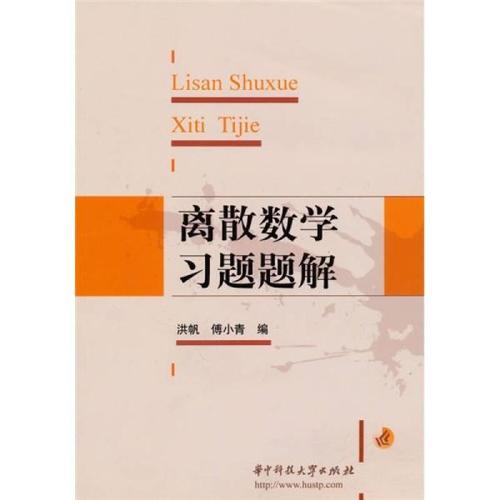 Lisan Shuxue
Xiti Tijie
离散数学
习题题解
洪帆 傅小青 编
华中科技大学出版社
http://www.hustp.com